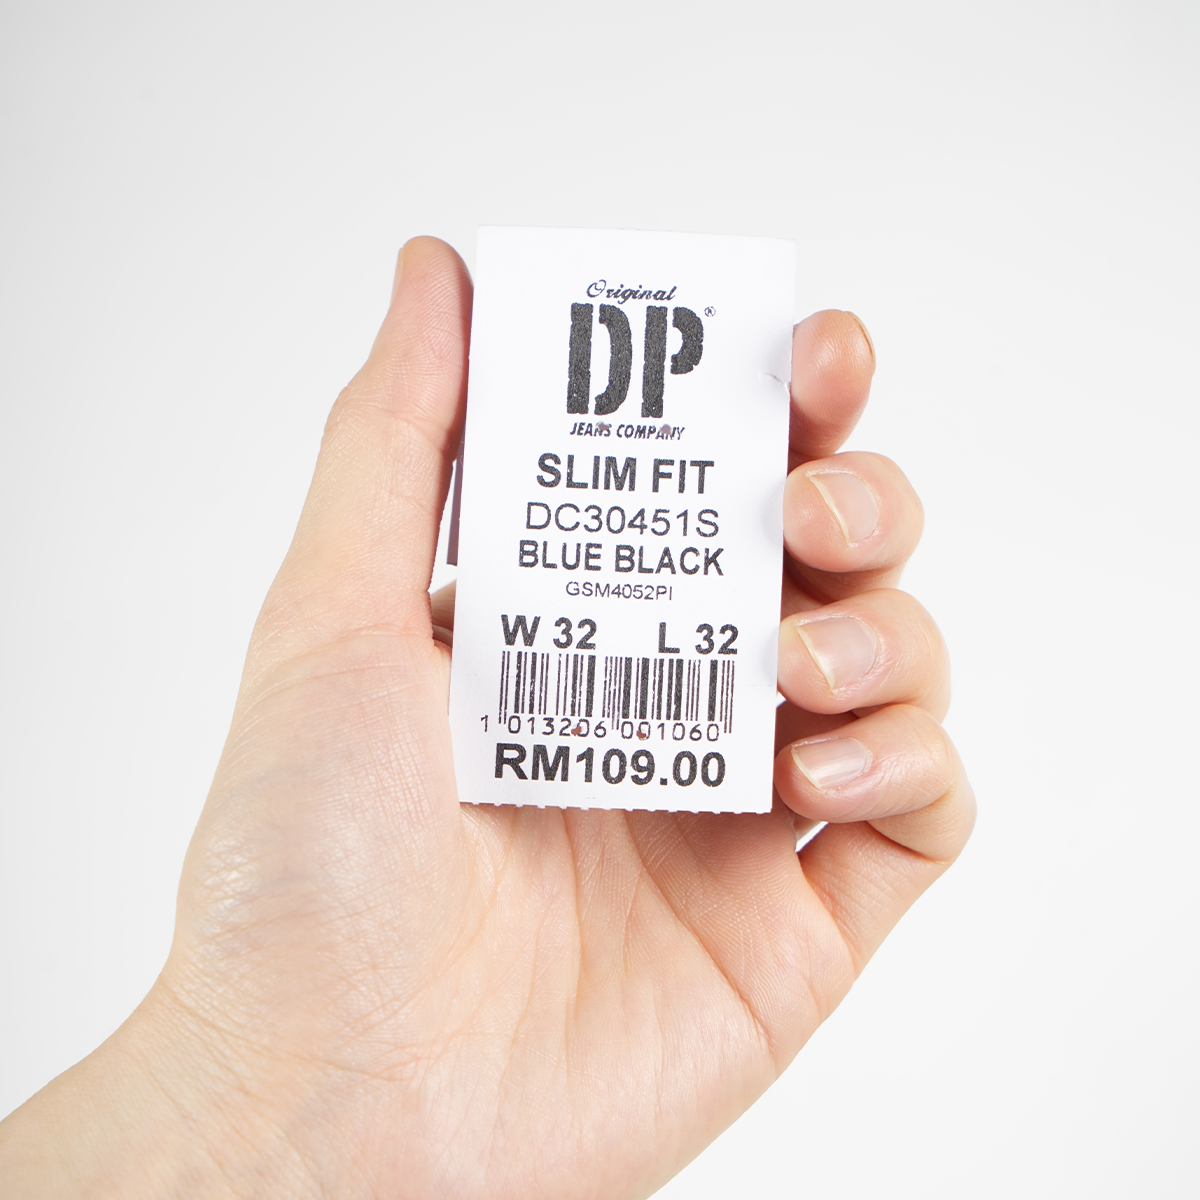 Original
DP®
JEANS COMPANY
SLIM FIT
DC30451S
BLUE BLACK
GSM4052PI
W 32 L 32
1 013206 001060
RM109.00